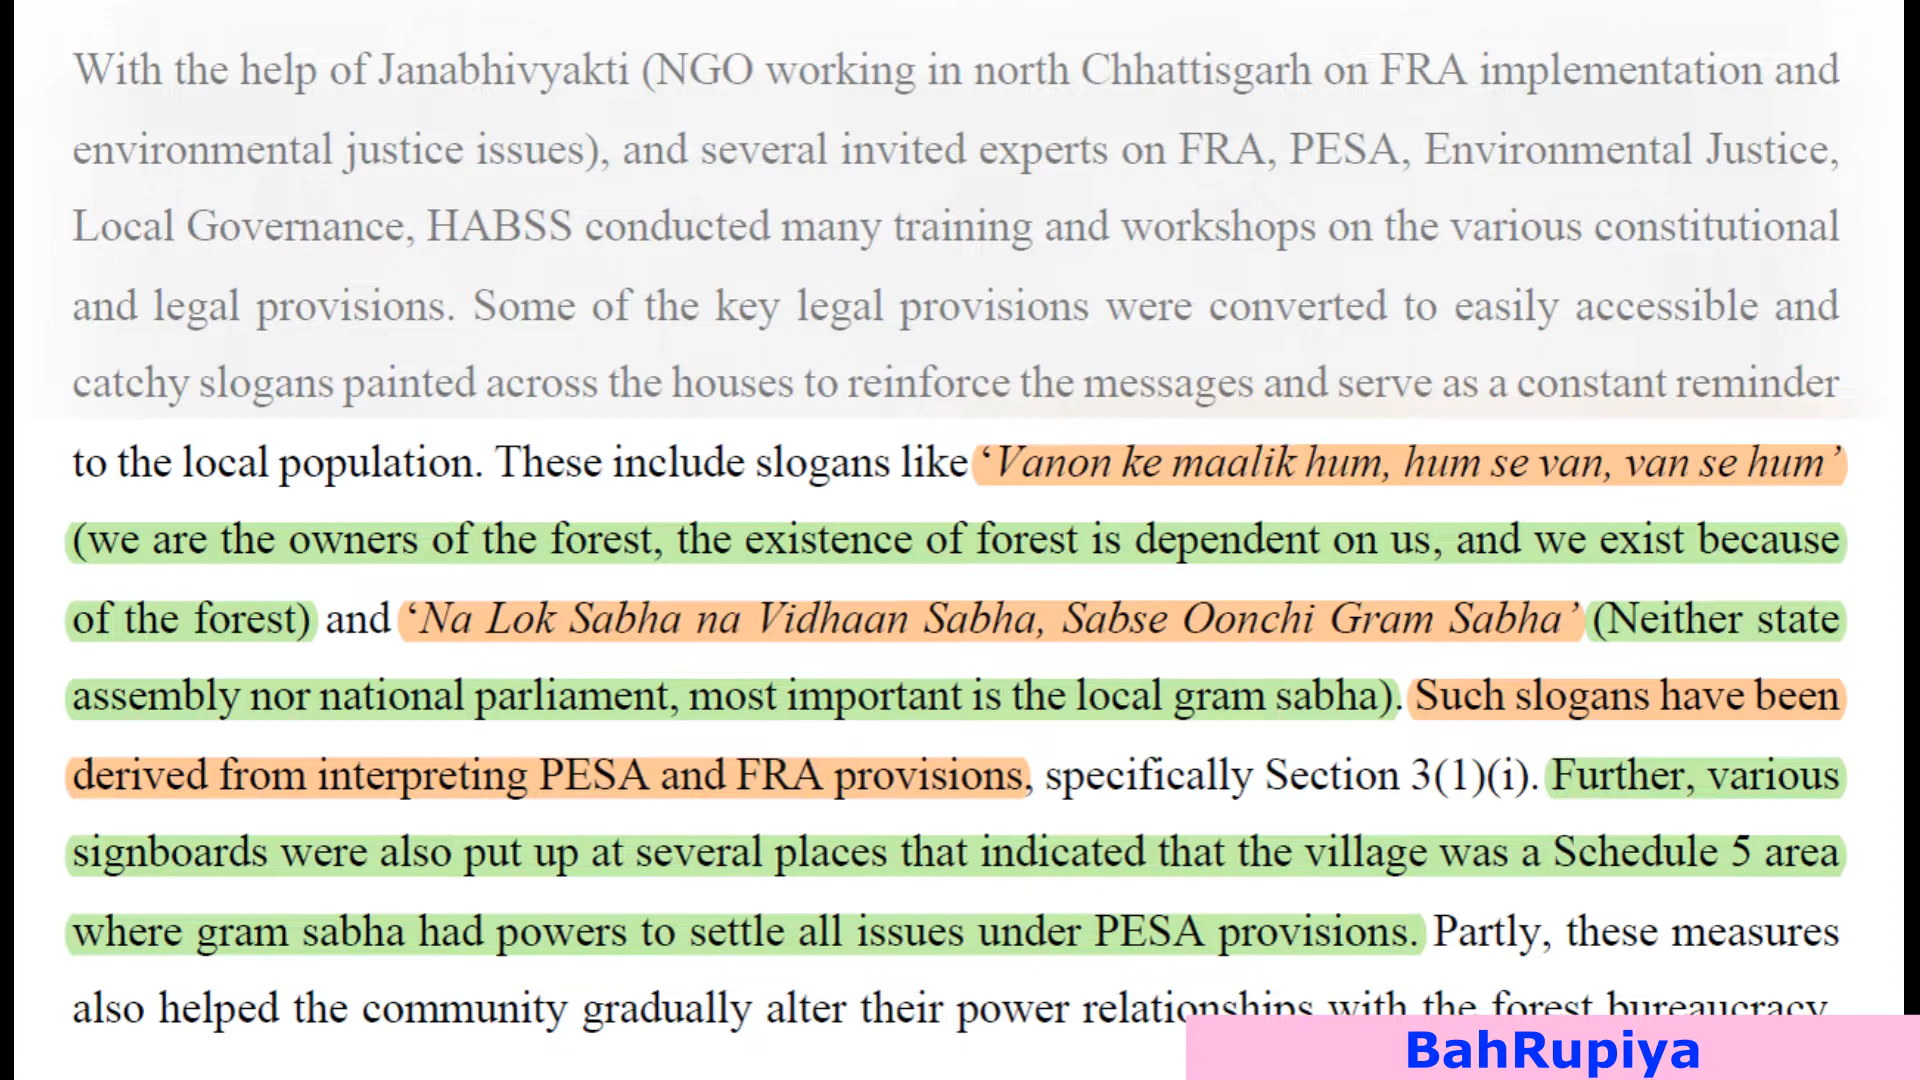 With the help of Janabhivyakti (NGO working in north Chhattisgarh on FRA implementation and
environmental justice issues), and several invited experts on FRA, PESA, Environmental Justice,
Local Governance, HABSS conducted many training and workshops on the various constitutional
and legal provisions. Some of the key legal provisions were converted to easily accessible and
catchy slogans painted across the houses to reinforce the messages and serve as a constant reminder
to the local population. These include slogans like ‘Vanon ke maalik hum, hum se van, van se hum’
(we are the owners of the forest, the existence of forest is dependent on us, and we exist because
of the forest) and ‘Na Lok Sabha na Vidhaan Sabha, Sabse Oonchi Gram Sabha’ (Neither state
assembly nor national parliament, most important is the local gram sabha). Such slogans have been
derived from interpreting PESA and FRA provisions, specifically Section 3(1)(i). Further, various
signboards were also put up at several places that indicated that the village was a Schedule 5 area
where gram sabha had powers to settle all issues under PESA provisions. Partly, these measures
also helped the community gradually alter their power relationships with the forest bureaucracy.
BahRupiya